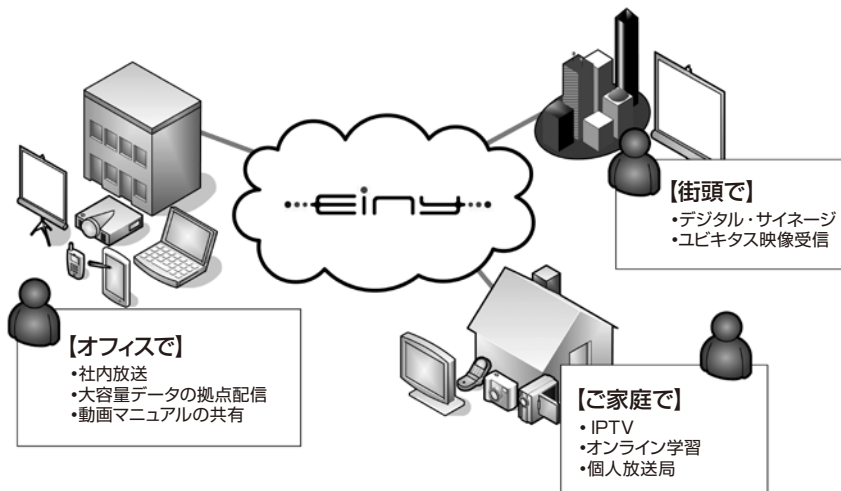 Einy
【街頭で】
•デジタル・サイネージ
•ユビキタス映像受信
【オフィスで】
•社内放送
•大容量データの拠点配信
•動画マニュアルの共有
【ご家庭で】
• IPTV
•オンライン学習
•個人放送局